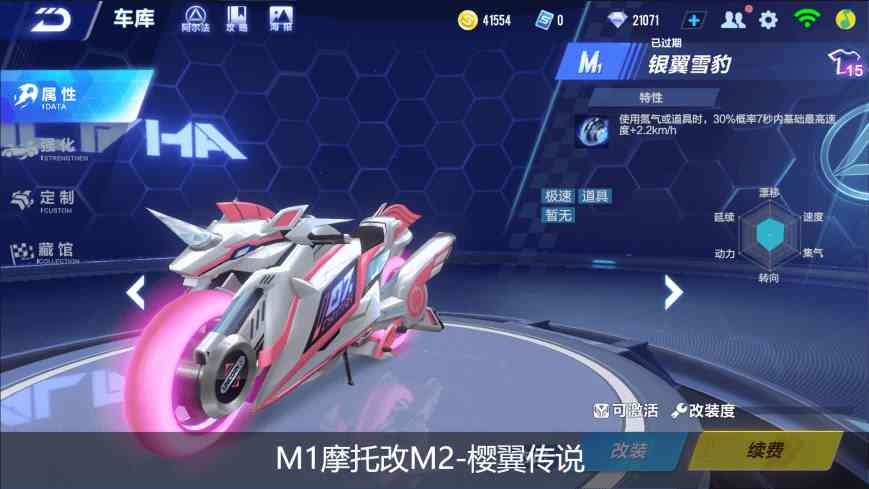 车库
阿尔法
攻略
海报
41554
0
21071
属性
DATA
强化
STRENGTHEN
定制
CUSTOM
藏馆
COLLECTION
已过期
M1
银翼雪豹
15
特性
使用氮气或道具时，30%概率7秒内基础最高速
度+2.2km/h
极速 道具
暂无
漂移
延续
速度
动力
集气
转向
07
可激活
改装度
改装
续费
M1摩托改M2-樱翼传说